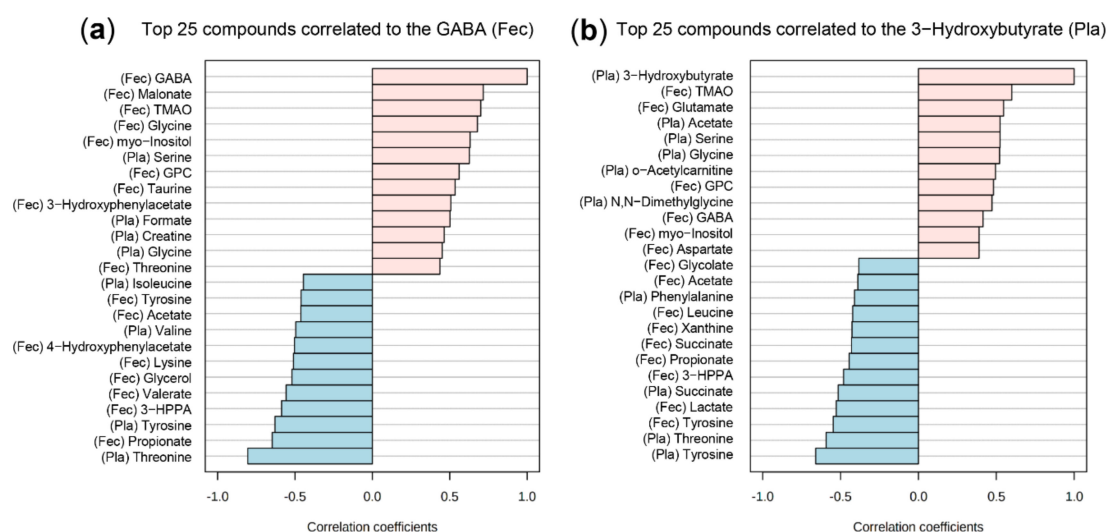 (a) Top 25 compounds correlated to the GABA (Fec)
(Fec) GABA
(Fec) Malonate
(Fec) TMAO
(Fec) Glycine
(Fec) myo−Inositol
(Pla) Serine
(Fec) GPC
(Fec) Taurine
(Fec) 3−Hydroxyphenylacetate
(Pla) Formate
(Pla) Creatine
(Pla) Glycine
(Fec) Threonine
(Pla) Isoleucine
(Fec) Tyrosine
(Fec) Acetate
(Pla) Valine
(Fec) 4−Hydroxyphenylacetate
(Fec) Lysine
(Fec) Glycerol
(Fec) Valerate
(Fec) 3−HPPA
(Pla) Tyrosine
(Fec) Propionate
(Pla) Threonine
-1.0 -0.5 0.0 0.5 1.0
Correlation coefficients
(b) Top 25 compounds correlated to the 3−Hydroxybutyrate (Pla)
(Pla) 3−Hydroxybutyrate
(Fec) TMAO
(Fec) Glutamate
(Pla) Acetate
(Pla) Serine
(Pla) Glycine
(Pla) o−Acetylcarnitine
(Fec) GPC
(Pla) N,N−Dimethylglycine
(Fec) GABA
(Fec) myo−Inositol
(Fec) Aspartate
(Fec) Glycolate
(Fec) Acetate
(Pla) Phenylalanine
(Fec) Leucine
(Fec) Xanthine
(Fec) Succinate
(Fec) Propionate
(Fec) 3−HPPA
(Pla) Succinate
(Fec) Lactate
(Fec) Tyrosine
(Pla) Threonine
(Pla) Tyrosine
-1.0 -0.5 0.0 0.5 1.0
Correlation coefficients